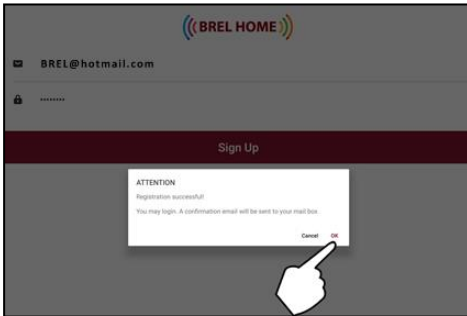 ((BREL HOME))
BREL@hotmail.com
········
Sign Up
ATTENTION
Registration successful!
You may login. A confirmation email will be sent to your mail box
Cancel OK